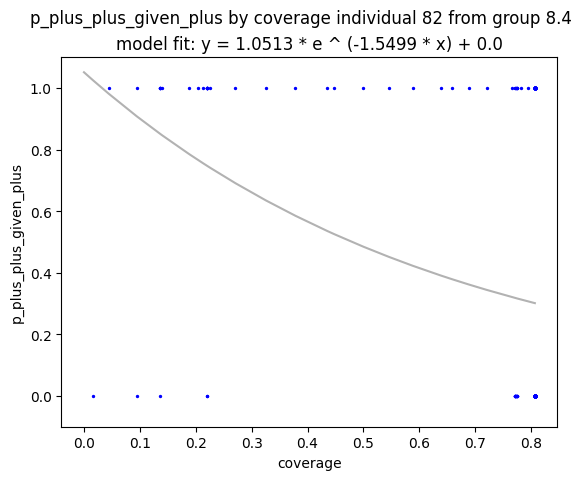 p_plus_plus_given_plus by coverage individual 82 from group 8.4
model fit: y = 1.0513 * e ^ (-1.5499 * x) + 0.0
p_plus_plus_given_plus
1.0
0.8
0.6
0.4
0.2
0.0
0.0 0.1 0.2 0.3 0.4 0.5 0.6 0.7 0.8
coverage